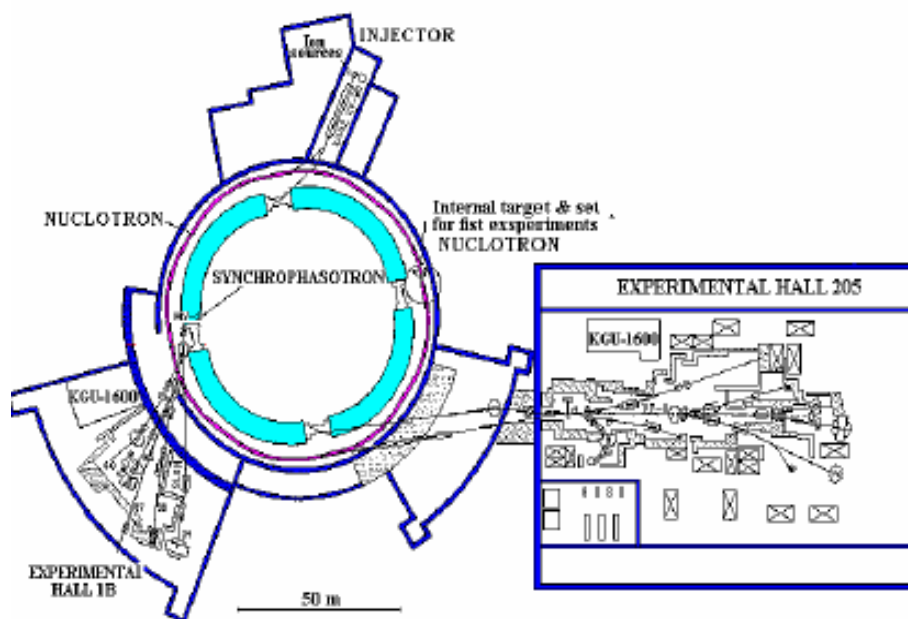 INJECTOR
sources
NUCLOTRON
Internal target & set
for fist exsperiments
NUCLOTRON
SYNCHROPHASOTRON
EXPERIMENTAL HALL 205
KGU-1600
KGU-1600
EXPERIMENTAL
HALL 1B
50 m